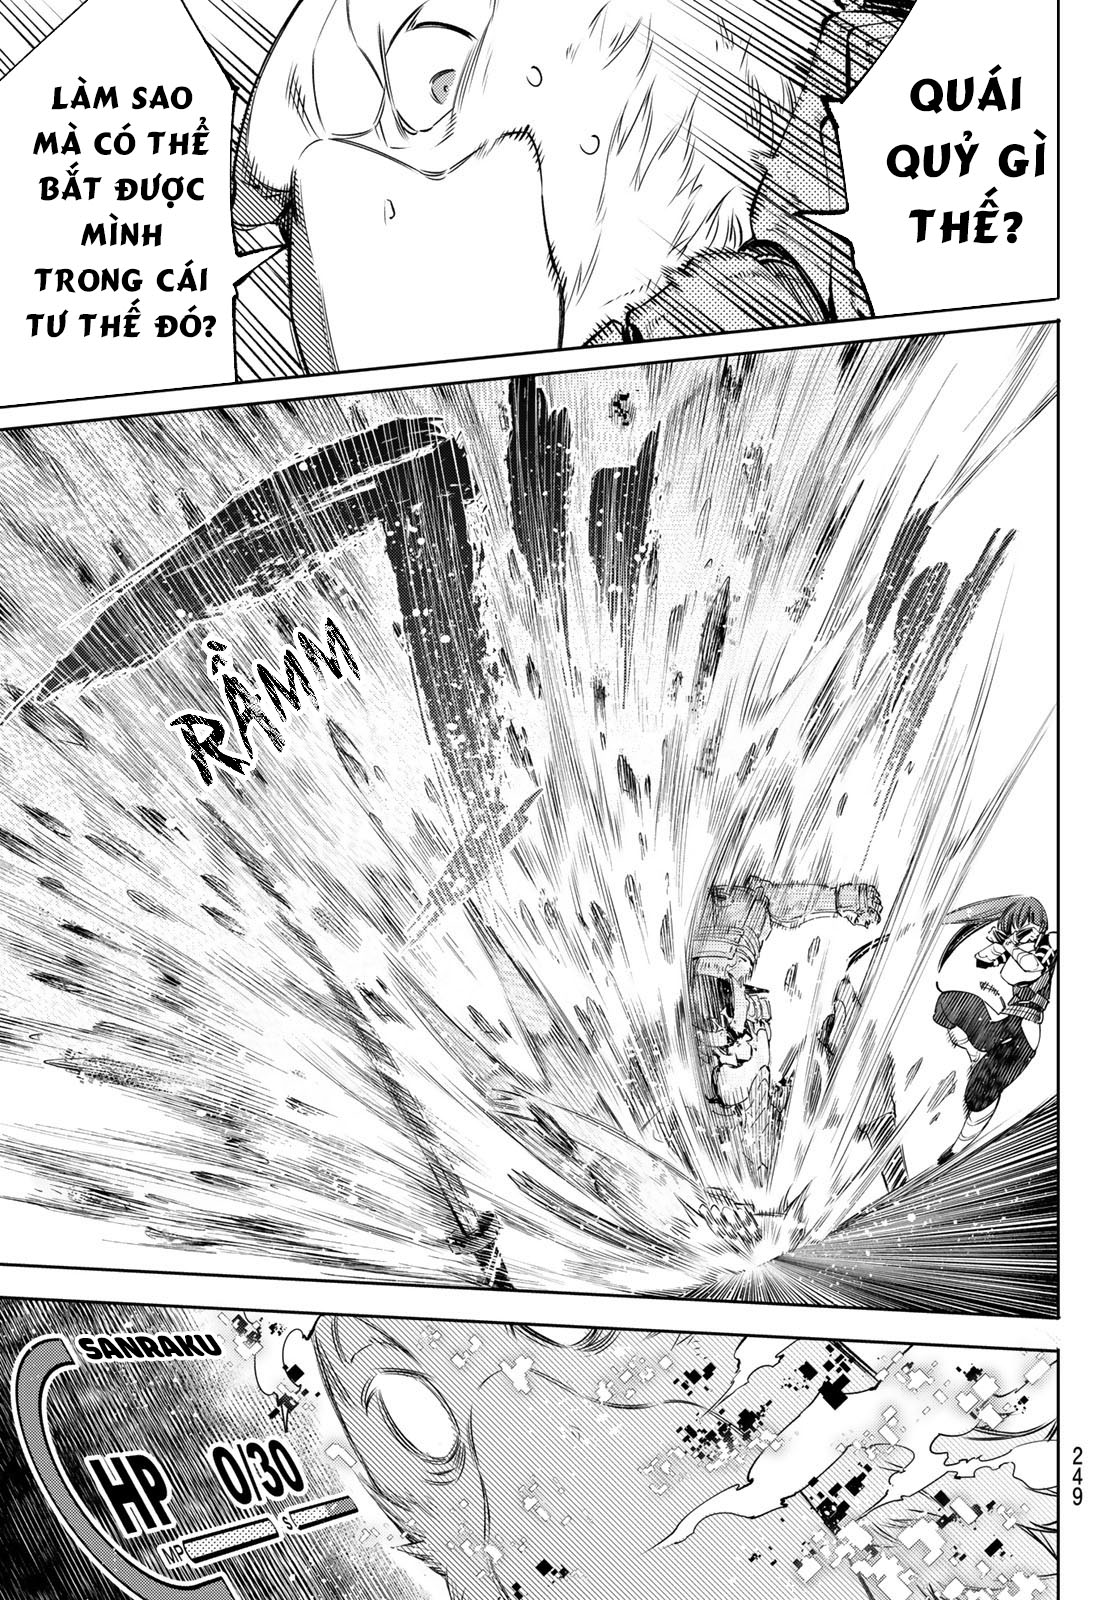 QUÁI
QUỶ GÌ
THẾ?
LÀM SAO
MÀ CÓ THỂ
BẮT ĐƯỢC
MÌNH
TRONG CÁI
TƯ THẾ ĐÓ?
RẦMM
SANRAKU
HP 0/30
MP
S
249